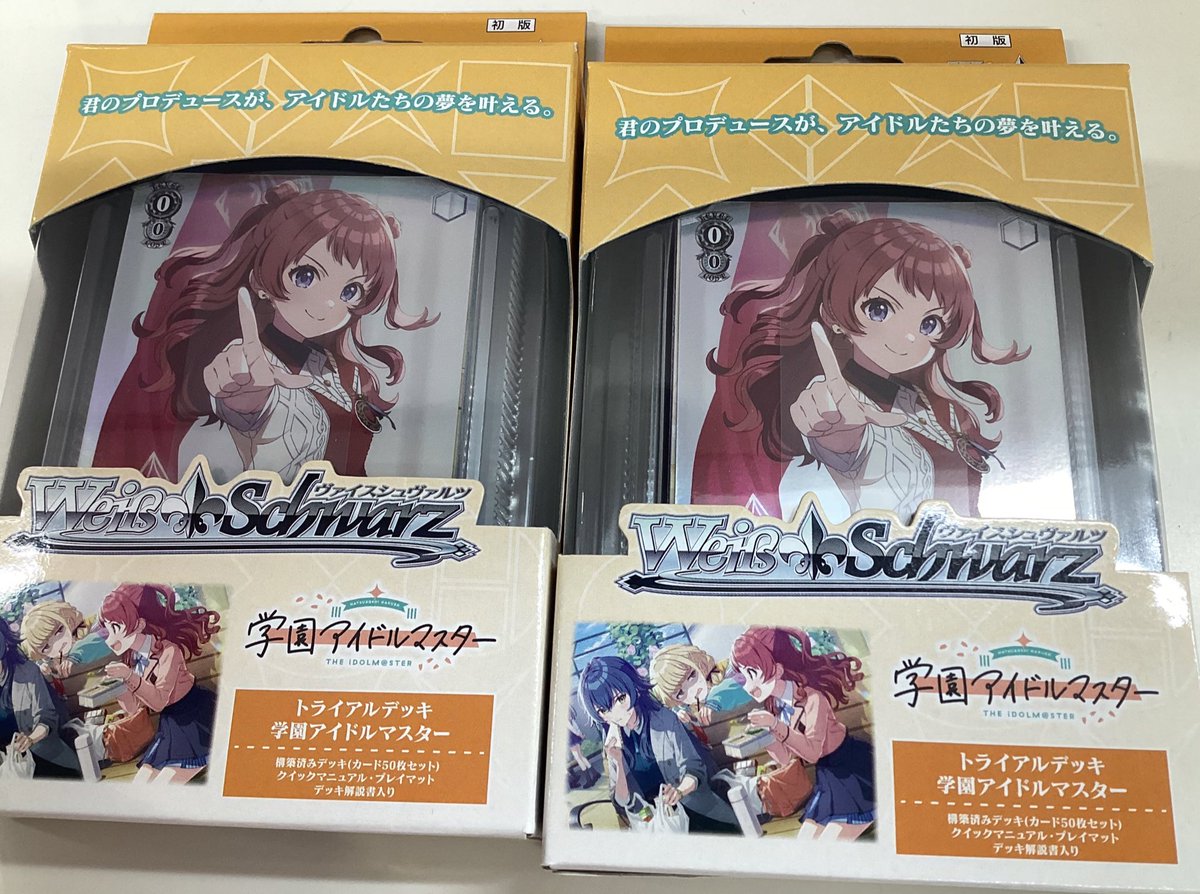 初版
君のプロデュースが、アイドルたちの夢を叶える。
0
0
ヴァイスシュヴァルツ
Weiß Schwarz
HATSUBOSHI GAKUEN
学園アイドルマスター
THE IDOLM@STER
トライアルデッキ
学園アイドルマスター
構築済みデッキ(カード50枚セット)
クイックマニュアル・プレイマット
デッキ解説書入り
初版
君のプロデュースが、アイドルたちの夢を叶える。
0
0
ヴァイスシュヴァルツ
Weiß Schwarz
HATSUBOSHI GAKUEN
学園アイドルマスター
THE IDOLM@STER
トライアルデッキ
学園アイドルマスター
構築済みデッキ(カード50枚セット)
クイックマニュアル・プレイマット
デッキ解説書入り